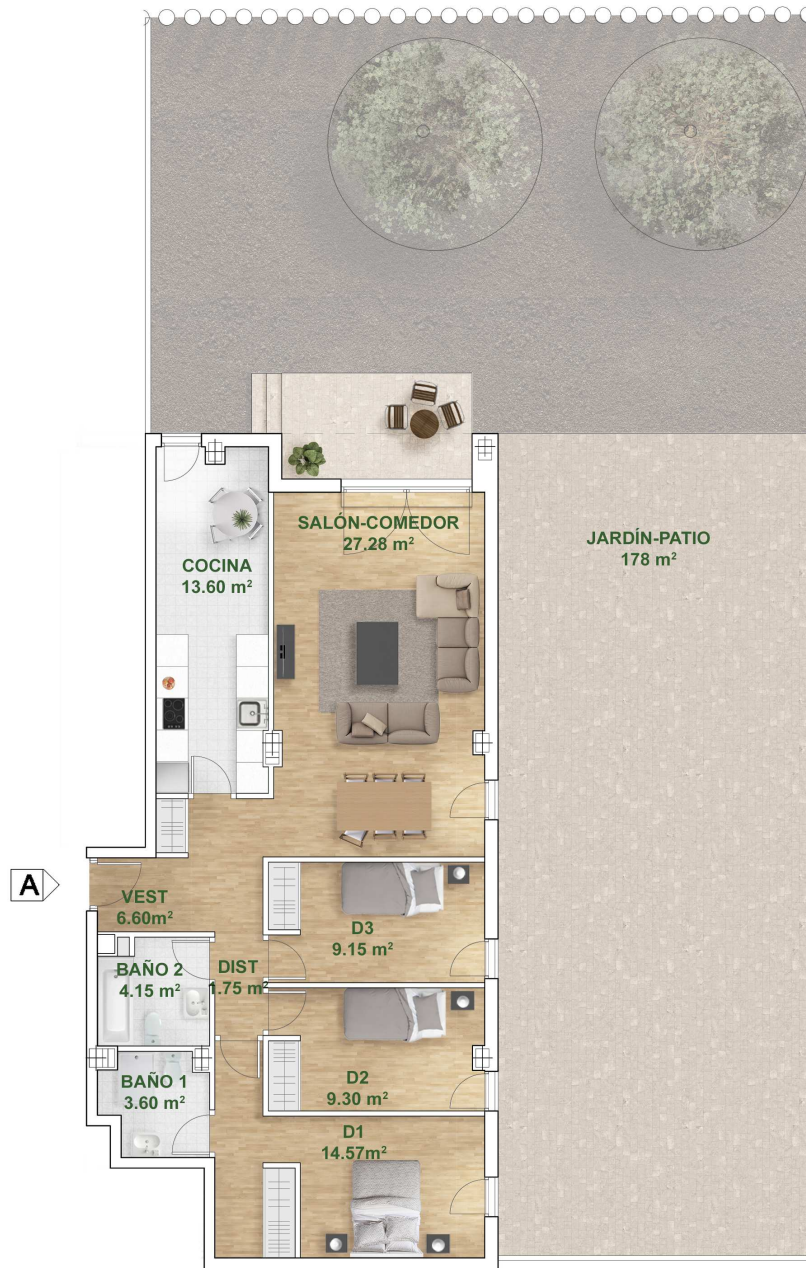 SALÓN-COMEDOR
27.28 m²
JARDÍN-PATIO
178 m²
COCINA
13.60 m²
A
VEST
6.60m²
D3
9.15 m²
BAÑO 2
4.15 m²
DIST
1.75 m²
D2
9.30 m²
BAÑO 1
3.60 m²
D1
14.57m²